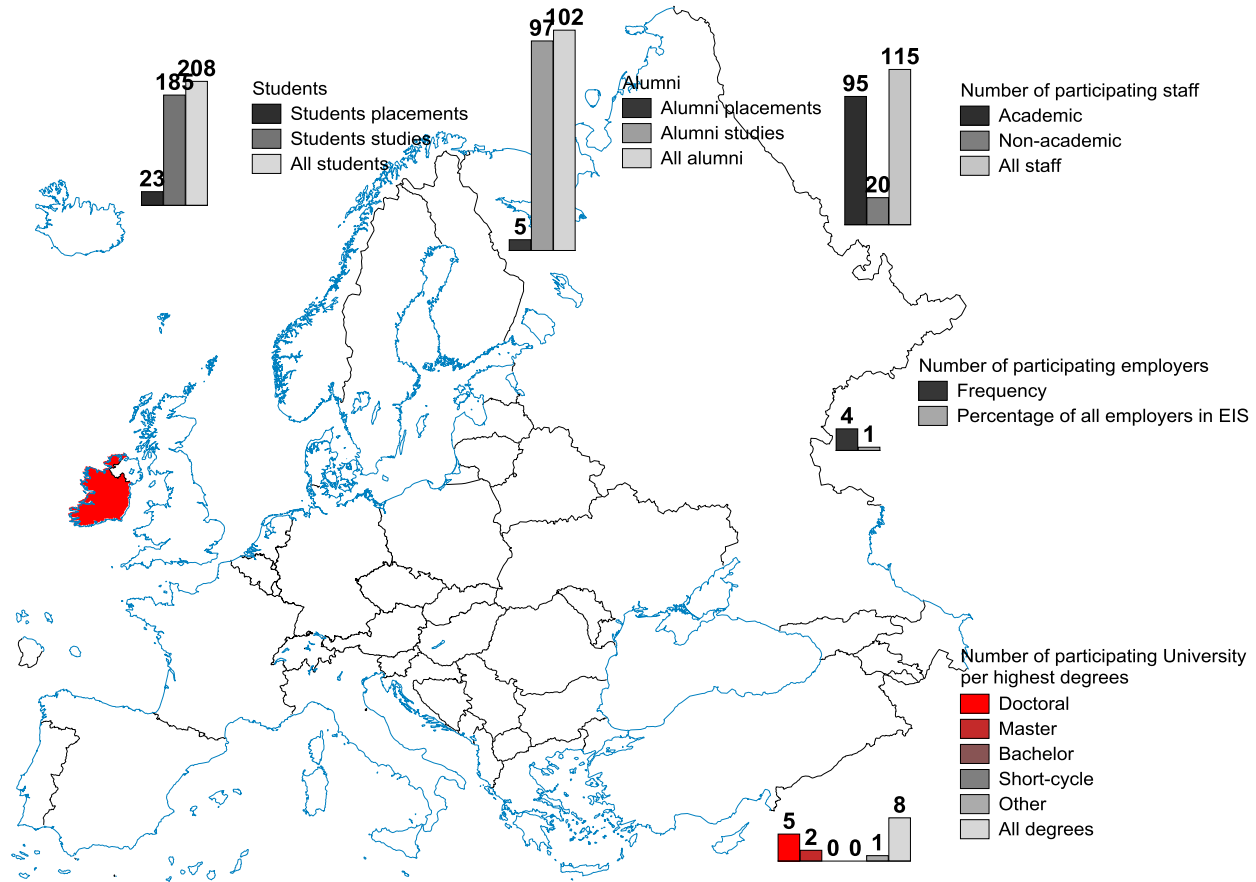 23
185
208
Students
Students placements
Students studies
All students
5
97
102
Alumni
Alumni placements
Alumni studies
All alumni
95
20
115
Number of participating staff
Academic
Non-academic
All staff
4
1
Number of participating employers
Frequency
Percentage of all employers in EIS
5
2
0
0
1
8
Number of participating University
per highest degrees
Doctoral
Master
Bachelor
Short-cycle
Other
All degrees